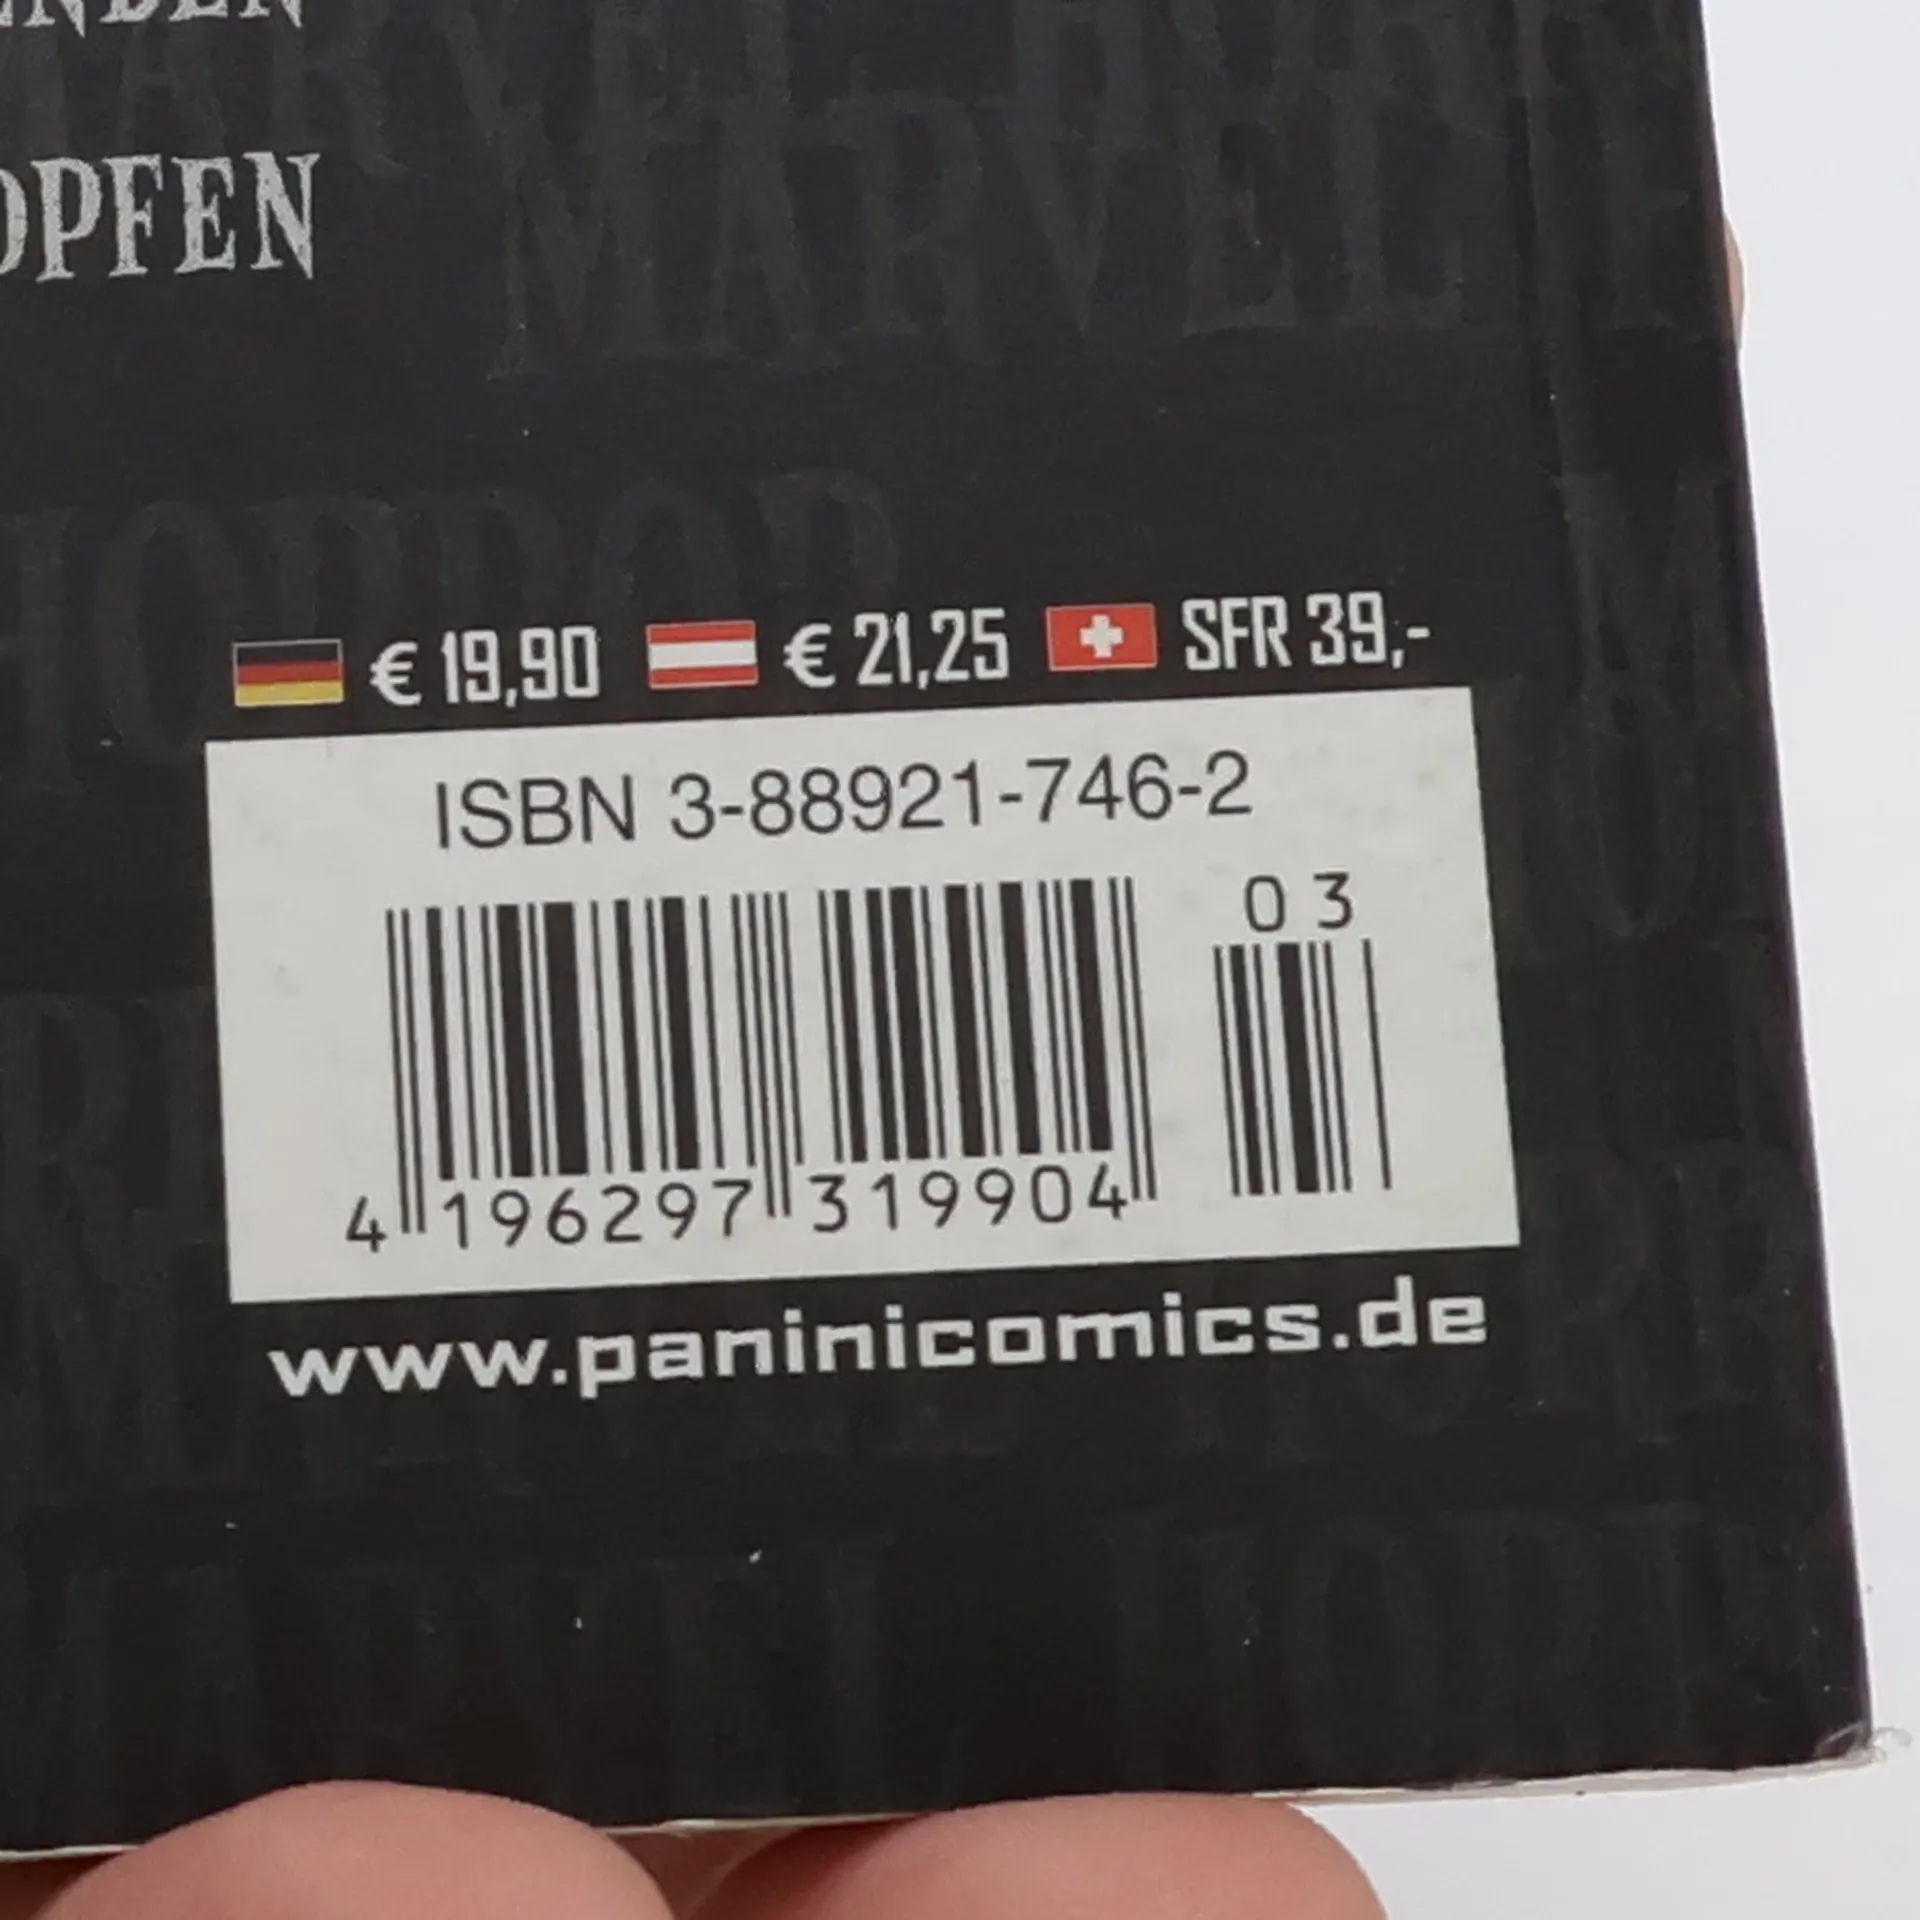 OPFEN
MARVEL
€ 19,90 € 21,25 SFR 39,-
ISBN 3-88921-746-2
03
4 196297 319904
www.paninicomics.de